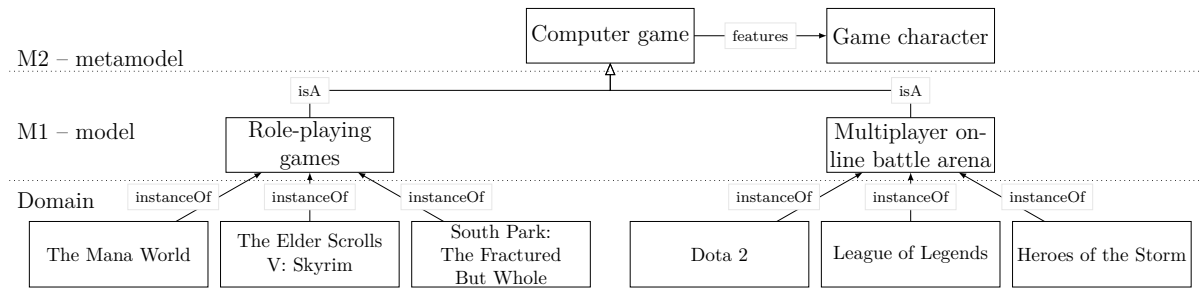 Computer game
features
Game character
M2 – metamodel
isA
isA
M1 – model
Role-playing
games
Multiplayer on-
line battle arena
Domain
instanceOf
instanceOf
instanceOf
instanceOf
instanceOf
instanceOf
The Mana World
The Elder Scrolls
V: Skyrim
South Park:
The Fractured
But Whole
Dota 2
League of Legends
Heroes of the Storm